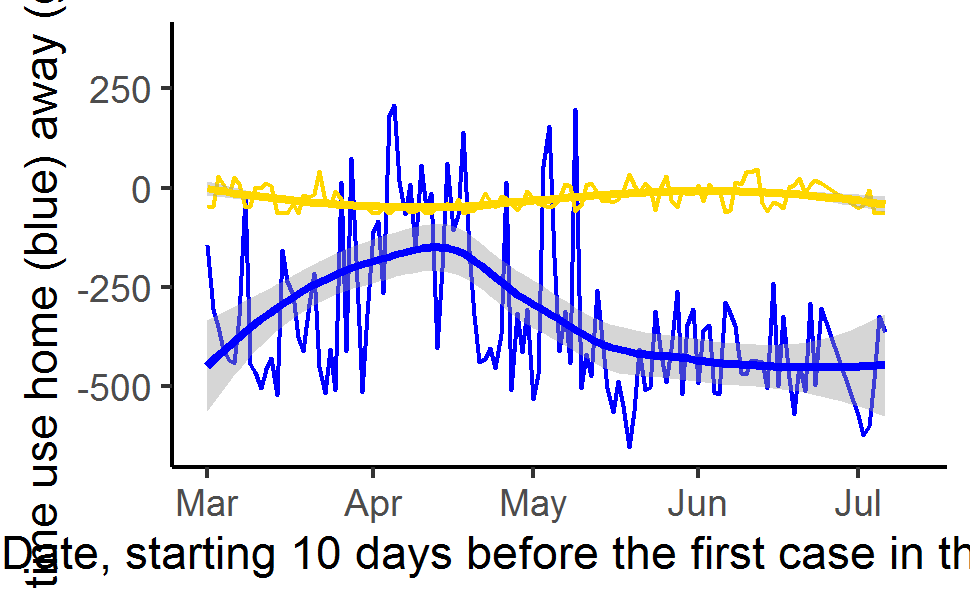 time use home (blue) away (
250
0
-250
-500
Mar Apr May Jun Jul
Date, starting 10 days before the first case in th